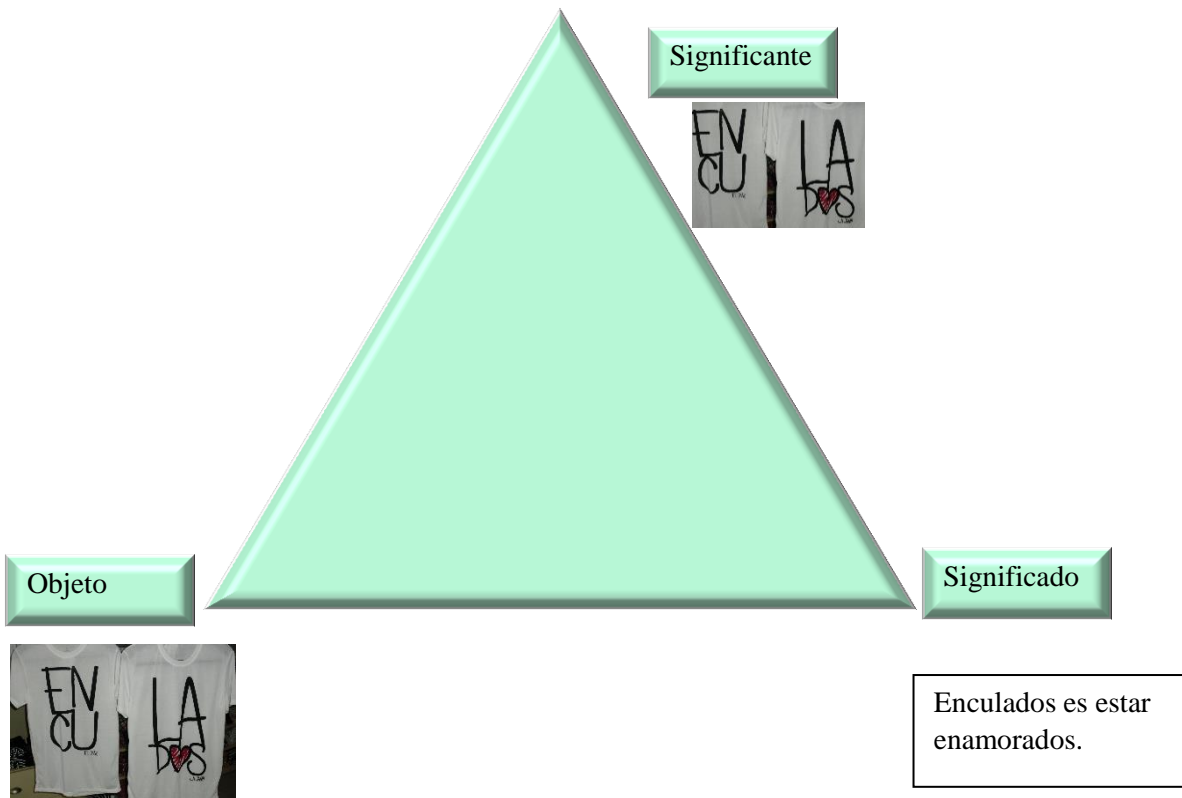 Significante
EN
CU
LA
DOS
Objeto
Significado
EN
CU
LA
DOS
Enculados es estar
enamorados.